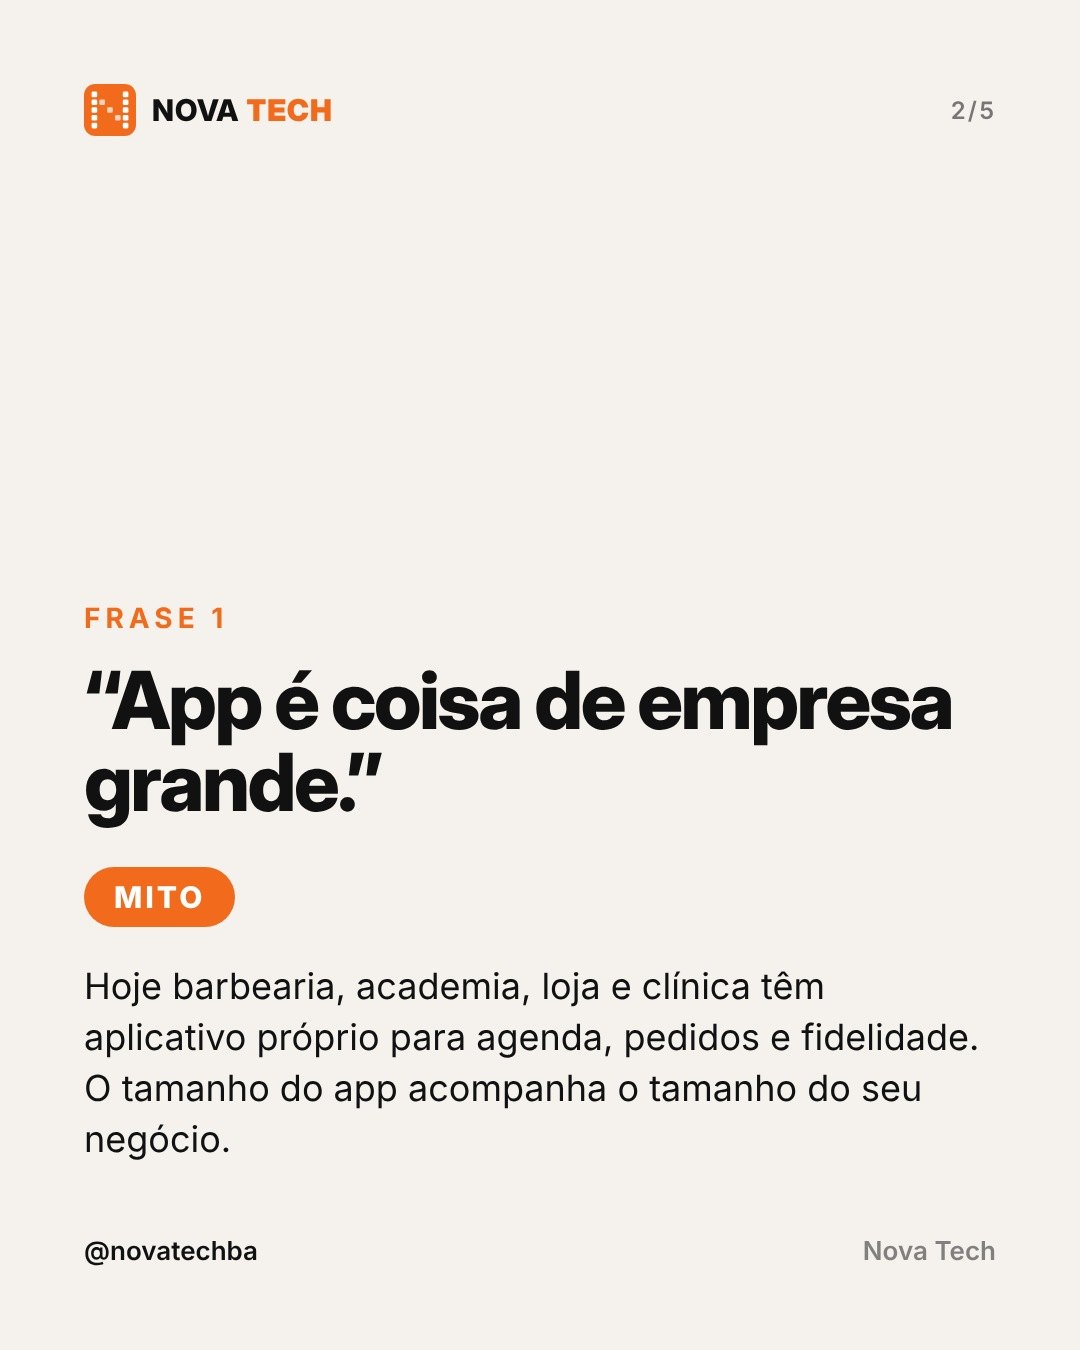 NOVA TECH
2/5
FRASE 1
“App é coisa de empresa
grande.”
MITO
Hoje barbearia, academia, loja e clínica têm
aplicativo próprio para agenda, pedidos e fidelidade.
O tamanho do app acompanha o tamanho do seu
negócio.
@novatechba
Nova Tech